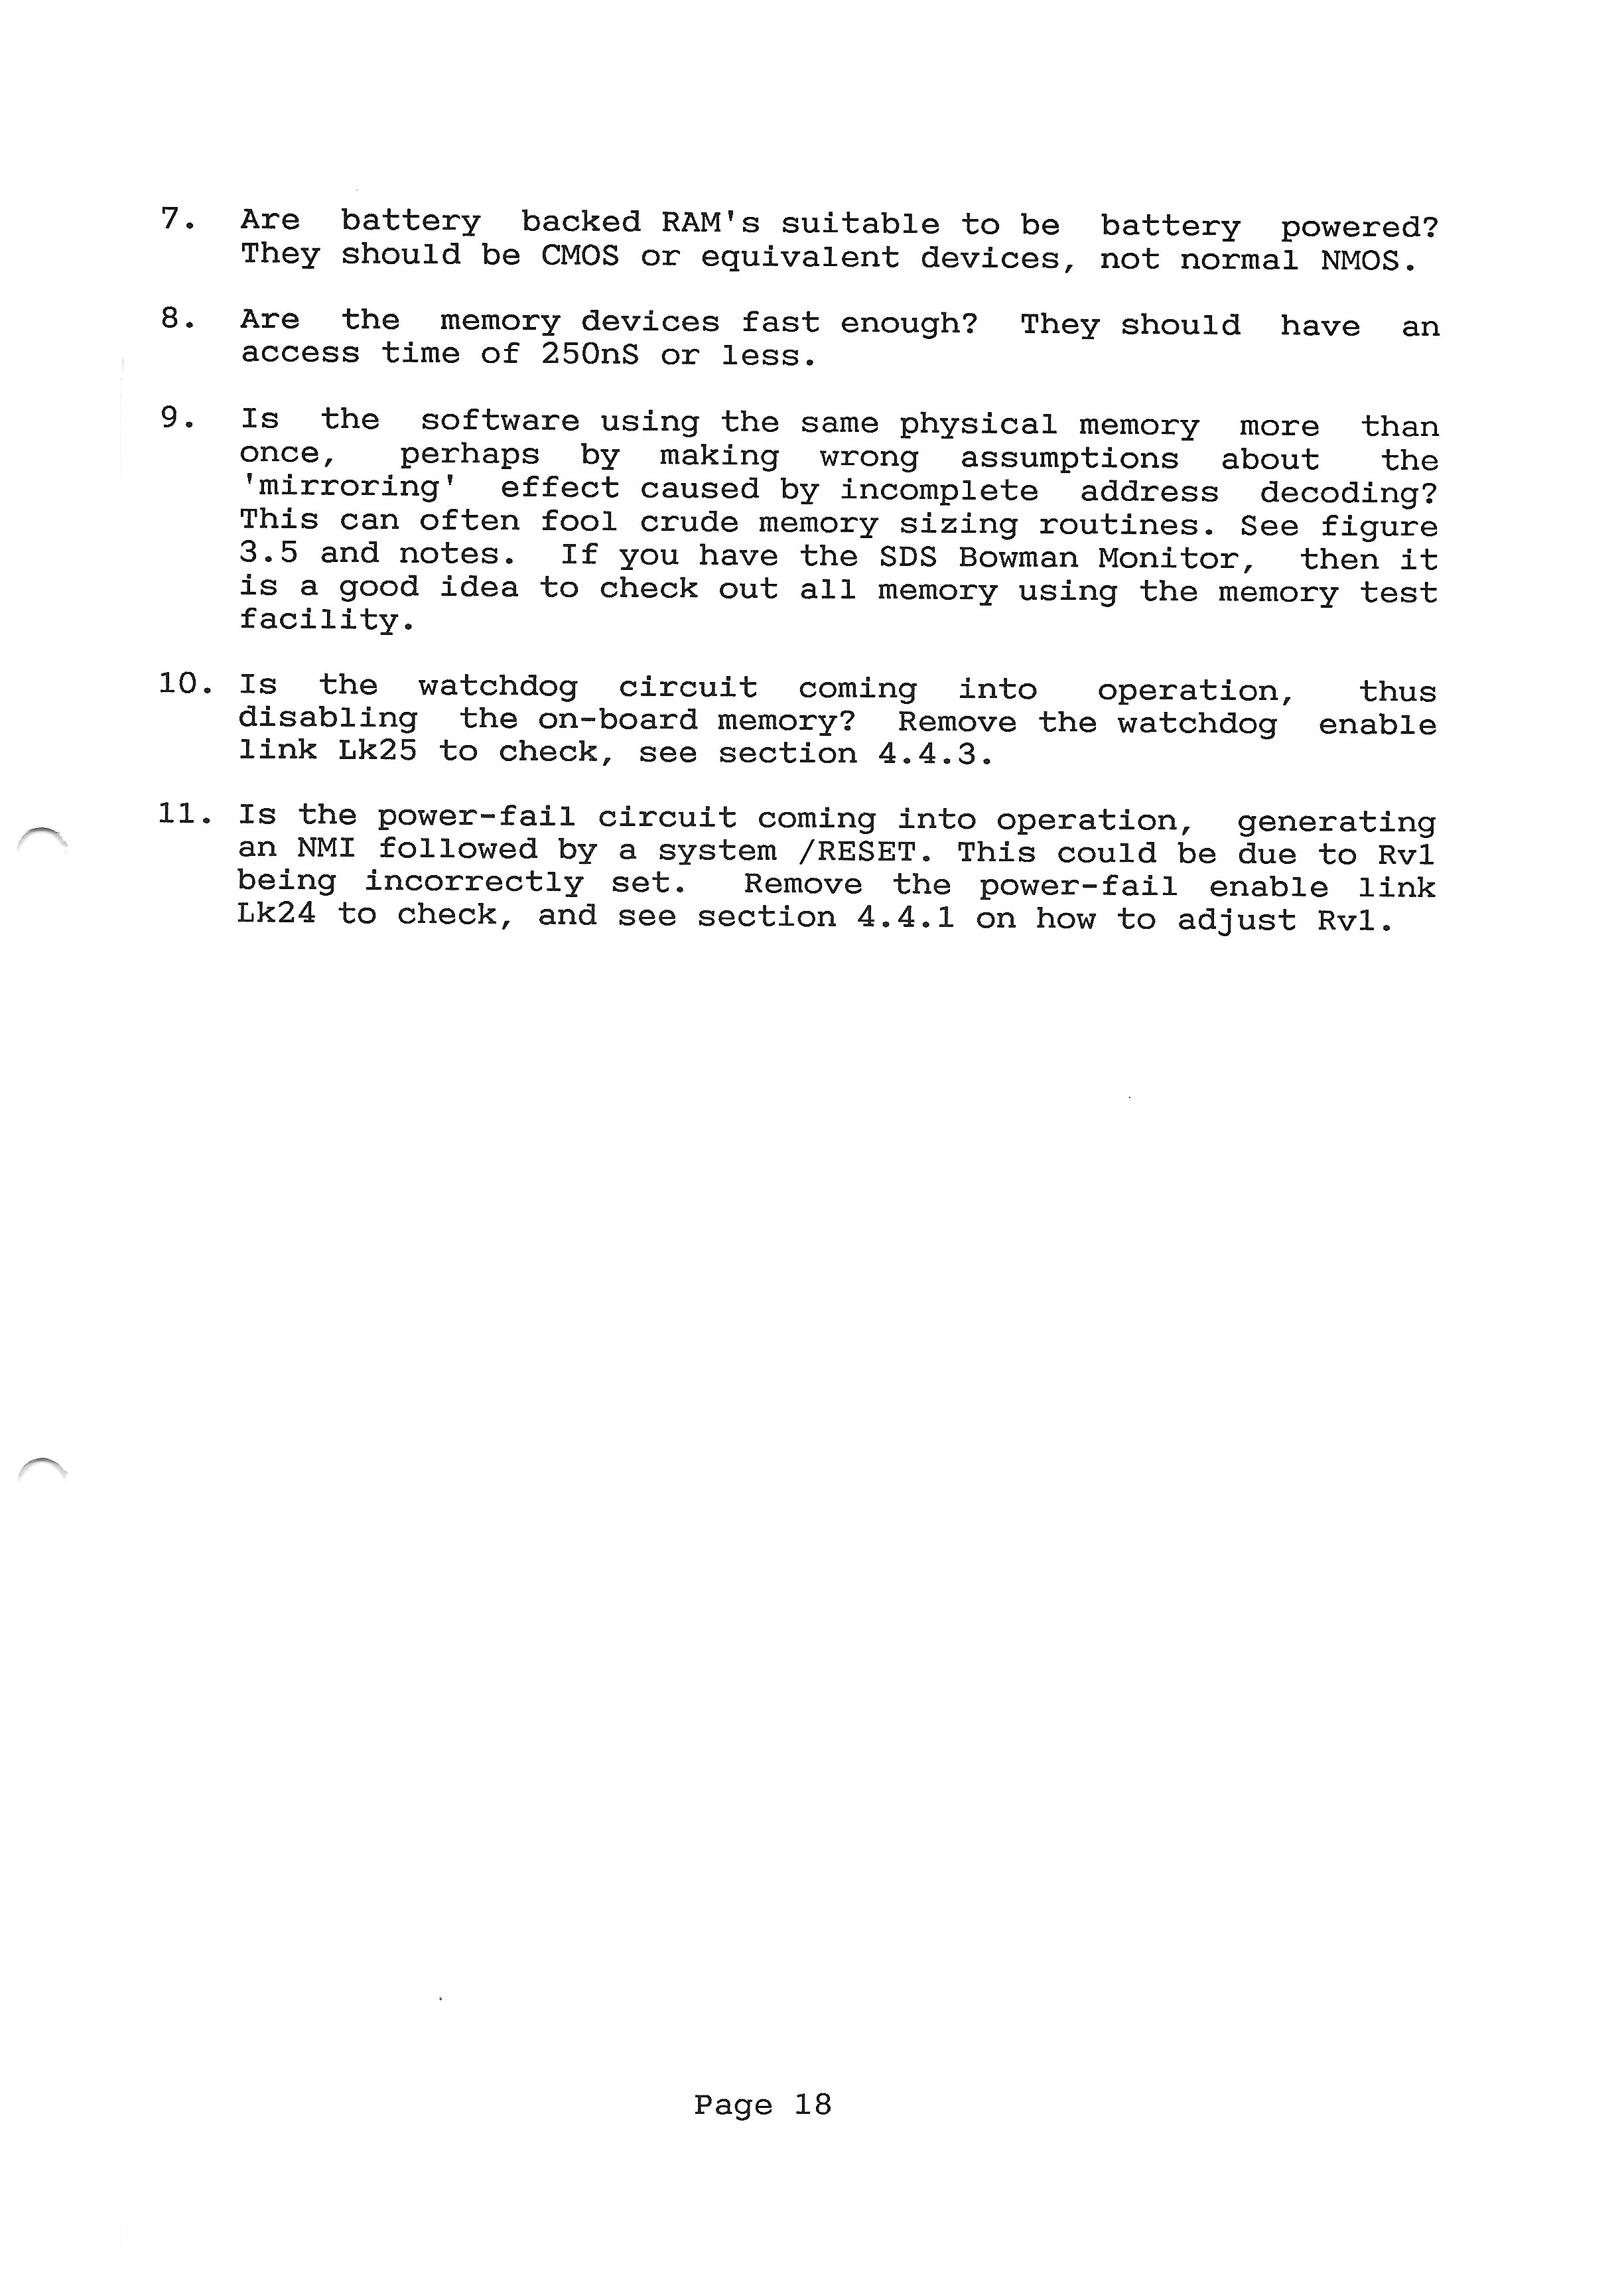 7. Are battery backed RAM's suitable to be battery powered?
They should be CMOS or equivalent devices, not normal NMOS.
8. Are the memory devices fast enough? They should have an
access time of 250nS or less.
9. Is the software using the same physical memory more than
once, perhaps by making wrong assumptions about the
'mirroring' effect caused by incomplete address decoding?
This can often fool crude memory sizing routines. See figure
3.5 and notes. If you have the SDS Bowman Monitor, then it
is a good idea to check out all memory using the memory test
facility.
10. Is the watchdog circuit coming into operation, thus
disabling the on-board memory? Remove the watchdog enable
link Lk25 to check, see section 4.4.3.
11. Is the power-fail circuit coming into operation, generating
an NMI followed by a system /RESET. This could be due to Rv1
being incorrectly set. Remove the power-fail enable link
Lk24 to check, and see section 4.4.1 on how to adjust Rv1.
Page 18